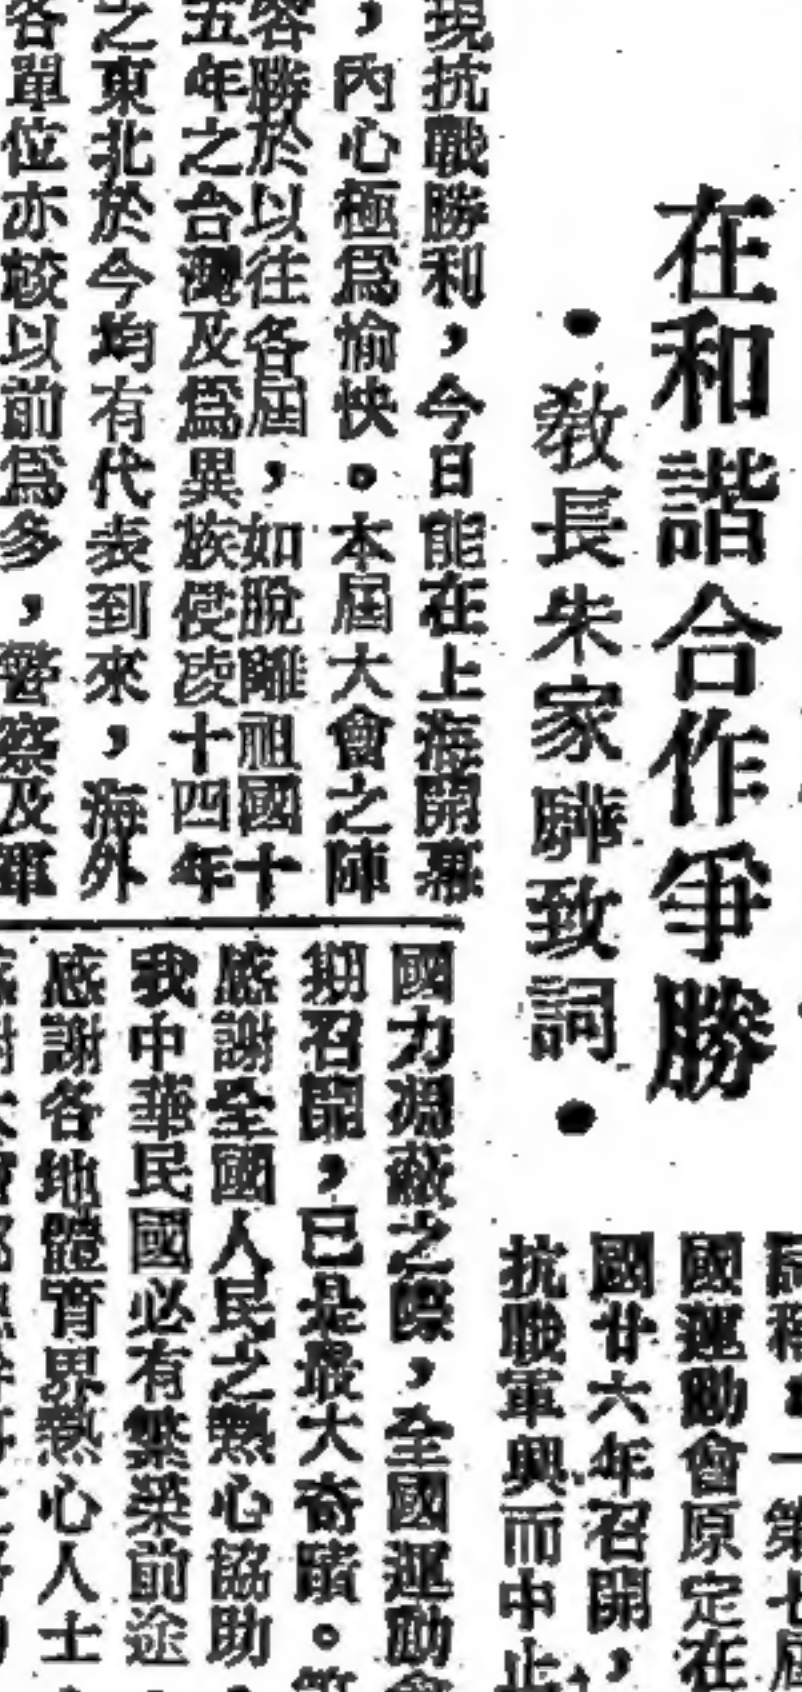 在和諧合作爭勝
•教長朱家驊致詞•
詞稱：「第七屆
國運動會原定在
國廿六年召開，
抗戰軍興而中止
現抗戰勝利，今日能在上海開幕
，內心極爲愉快。本屆大會之陣
容勝於以往各屆，如脫離祖國十
五年之台灣及爲異族侵凌十四年
之東北於今均有代表到來，海外
各單位亦較以前爲多，警察及軍
國力凋蔽之際，全國運動會
期召開，已是最大奇蹟。
感謝全國人民之熱心協助
我中華民國必有繁榮前途
感謝各地體育界熱心人士